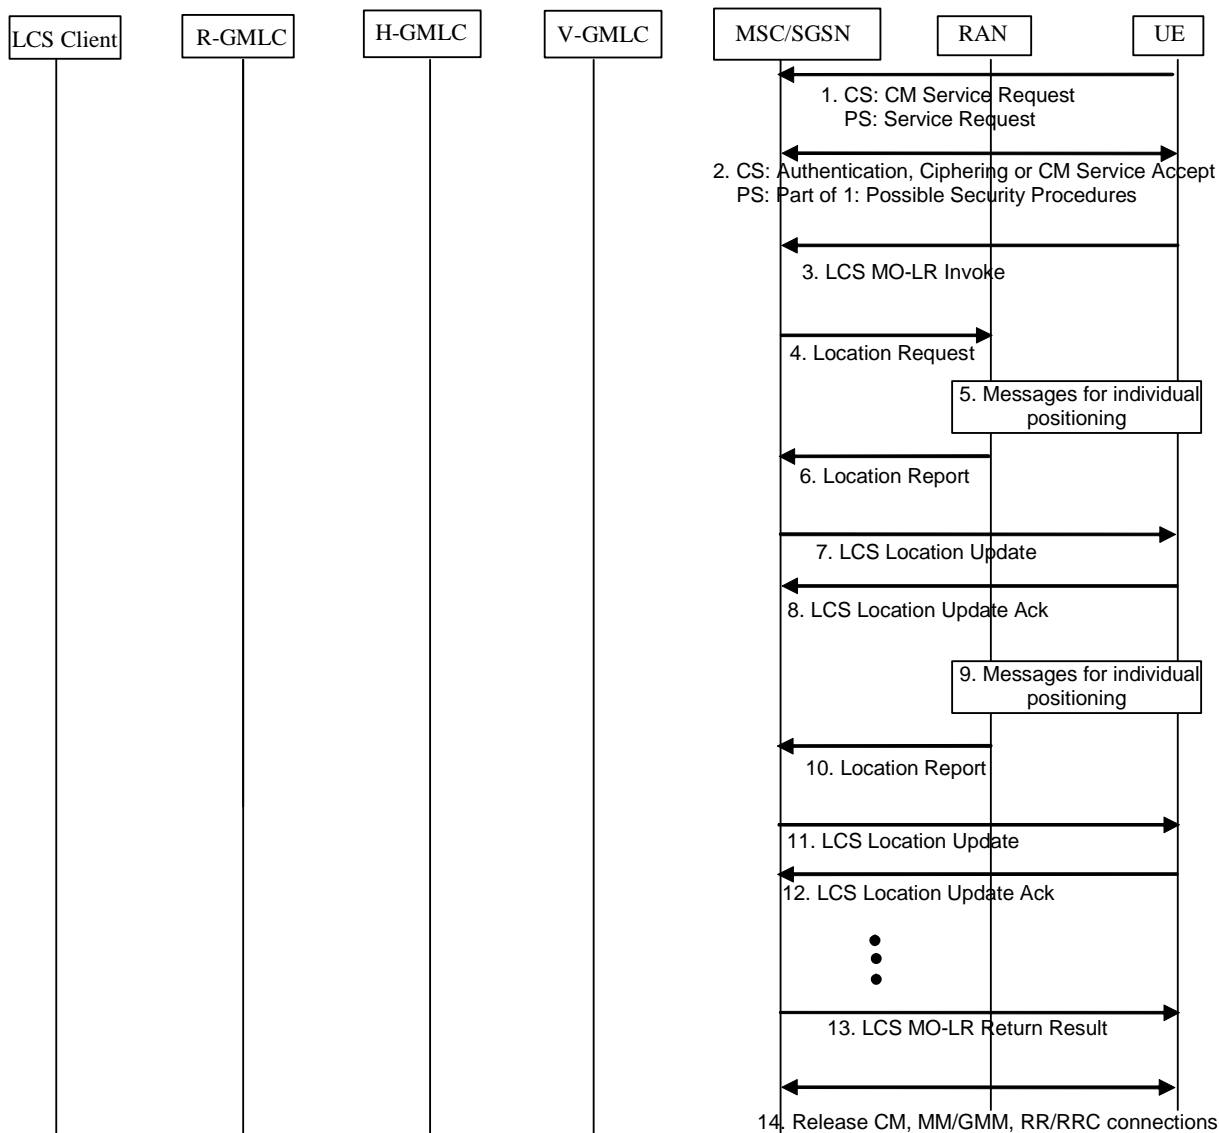 LCS Client
R-GMLC
H-GMLC
V-GMLC
MSC/SGSN
RAN
UE
1. CS: CM Service Request
PS: Service Request
2. CS: Authentication, Ciphering or CM Service Accept
PS: Part of 1: Possible Security Procedures
3. LCS MO-LR Invoke
4. Location Request
5. Messages for individual
positioning
6. Location Report
7. LCS Location Update
8. LCS Location Update Ack
9. Messages for individual
positioning
10. Location Report
11. LCS Location Update
12. LCS Location Update Ack
13. LCS MO-LR Return Result
14. Release CM, MM/GMM, RR/RRC connections